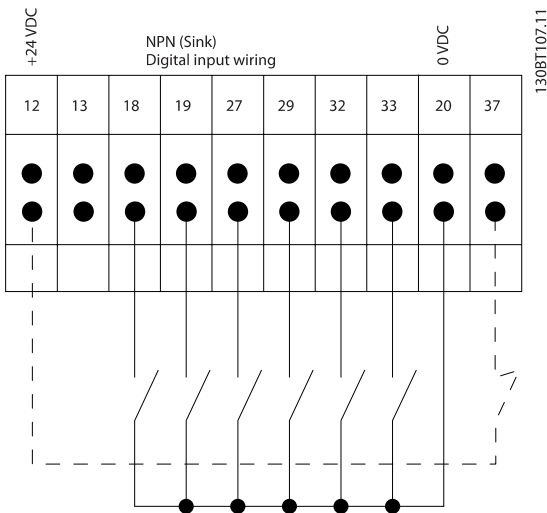 +24 VDC
NPN (Sink)
Digital input wiring
0 VDC
130BT107.11
12 13 18 19 27 29 32 33 20 37